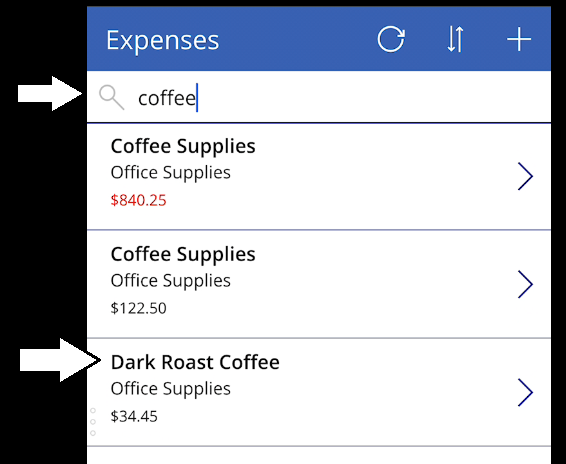 Expenses
coffee
Coffee Supplies
Office Supplies
$840.25
Coffee Supplies
Office Supplies
$122.50
Dark Roast Coffee
Office Supplies
$34.45